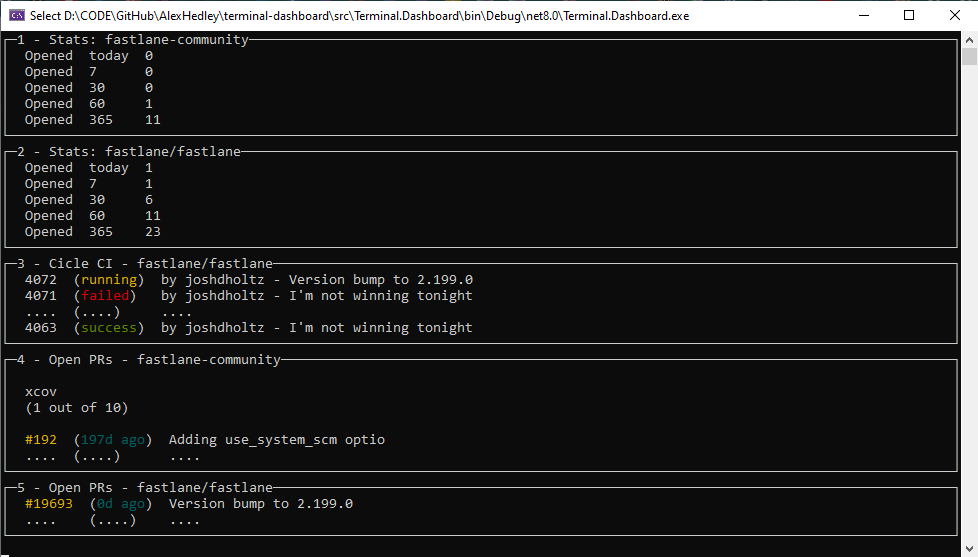 Select D:\CODE\GitHub\AlexHedley\terminal-dashboard\src\Terminal.Dashboard\bin\Debug\net8.0\Terminal.Dashboard.exe
1 - Stats: fastlane-community
Opened today 0
Opened 7 0
Opened 30 0
Opened 60 1
Opened 365 11
2 - Stats: fastlane/fastlane
Opened today 1
Opened 7 1
Opened 30 6
Opened 60 11
Opened 365 23
3 - Cicle CI - fastlane/fastlane
4072 (running) by joshdholtz - Version bump to 2.199.0
4071 (failed) by joshdholtz - I'm not winning tonight
.... (....) ....
4063 (success) by joshdholtz - I'm not winning tonight
4 - Open PRs - fastlane-community
xcov
(1 out of 10)
#192 (197d ago) Adding use_system_scm optio
.... (....) ....
5 - Open PRs - fastlane/fastlane
#19693 (0d ago) Version bump to 2.199.0
.... (....) ....